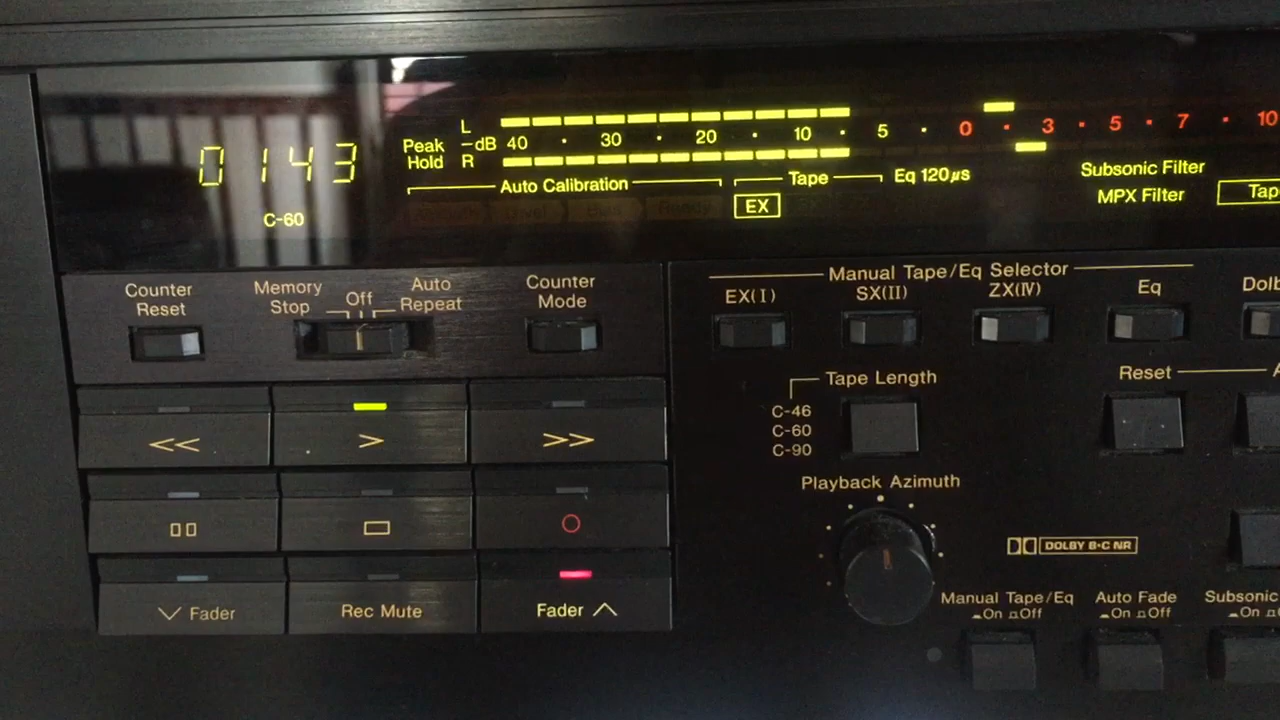 0143
C-60
Peak Hold
L
-dB 40 · 30 · 20 · 10 · 5 · 0 · 3 · 5 · 7 · 10
R
Auto Calibration
Tape
Eq 120µs
EX
Subsonic Filter
MPX Filter
Counter Reset
Memory Stop
Off
Auto Repeat
Counter Mode
Manual Tape/Eq Selector
EX(I)
SX(II)
ZX(IV)
Eq
<<
>
>>
Tape Length
C-46
C-60
C-90
Reset
Playback Azimuth
DOLBY B·C NR
Fader
Rec Mute
Fader
Manual Tape/Eq
On Off
Auto Fade
On Off
Subsonic
On